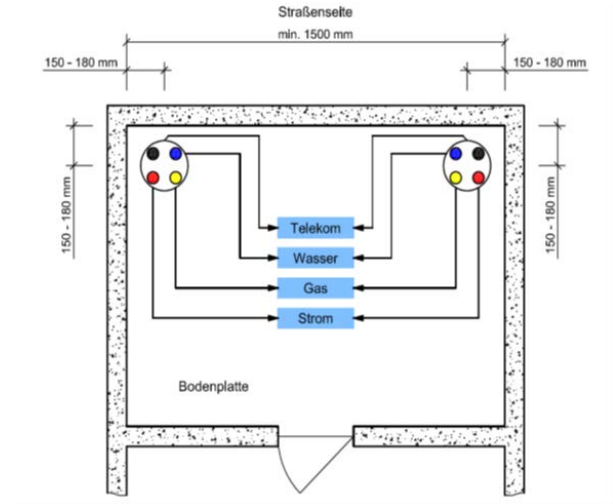 Straßenseite
min. 1500 mm
150 - 180 mm
150 - 180 mm
150 - 180 mm
150 - 180 mm
Telekom
Wasser
Gas
Strom
Bodenplatte